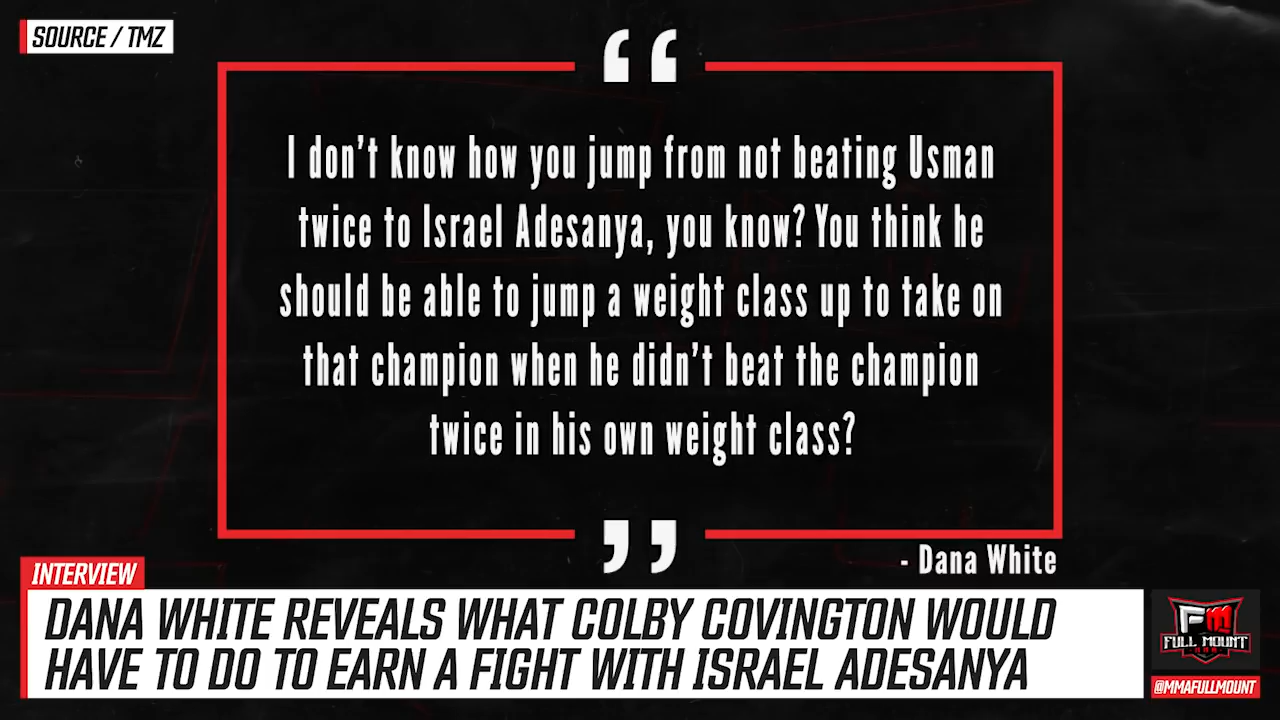 SOURCE / TMZ
“
I don’t know how you jump from not beating Usman
twice to Israel Adesanya, you know? You think he
should be able to jump a weight class up to take on
that champion when he didn’t beat the champion
twice in his own weight class?
”
- Dana White
INTERVIEW
DANA WHITE REVEALS WHAT COLBY COVINGTON WOULD
HAVE TO DO TO EARN A FIGHT WITH ISRAEL ADESANYA
FM
FULL MOUNT
@MMAFULLMOUNT